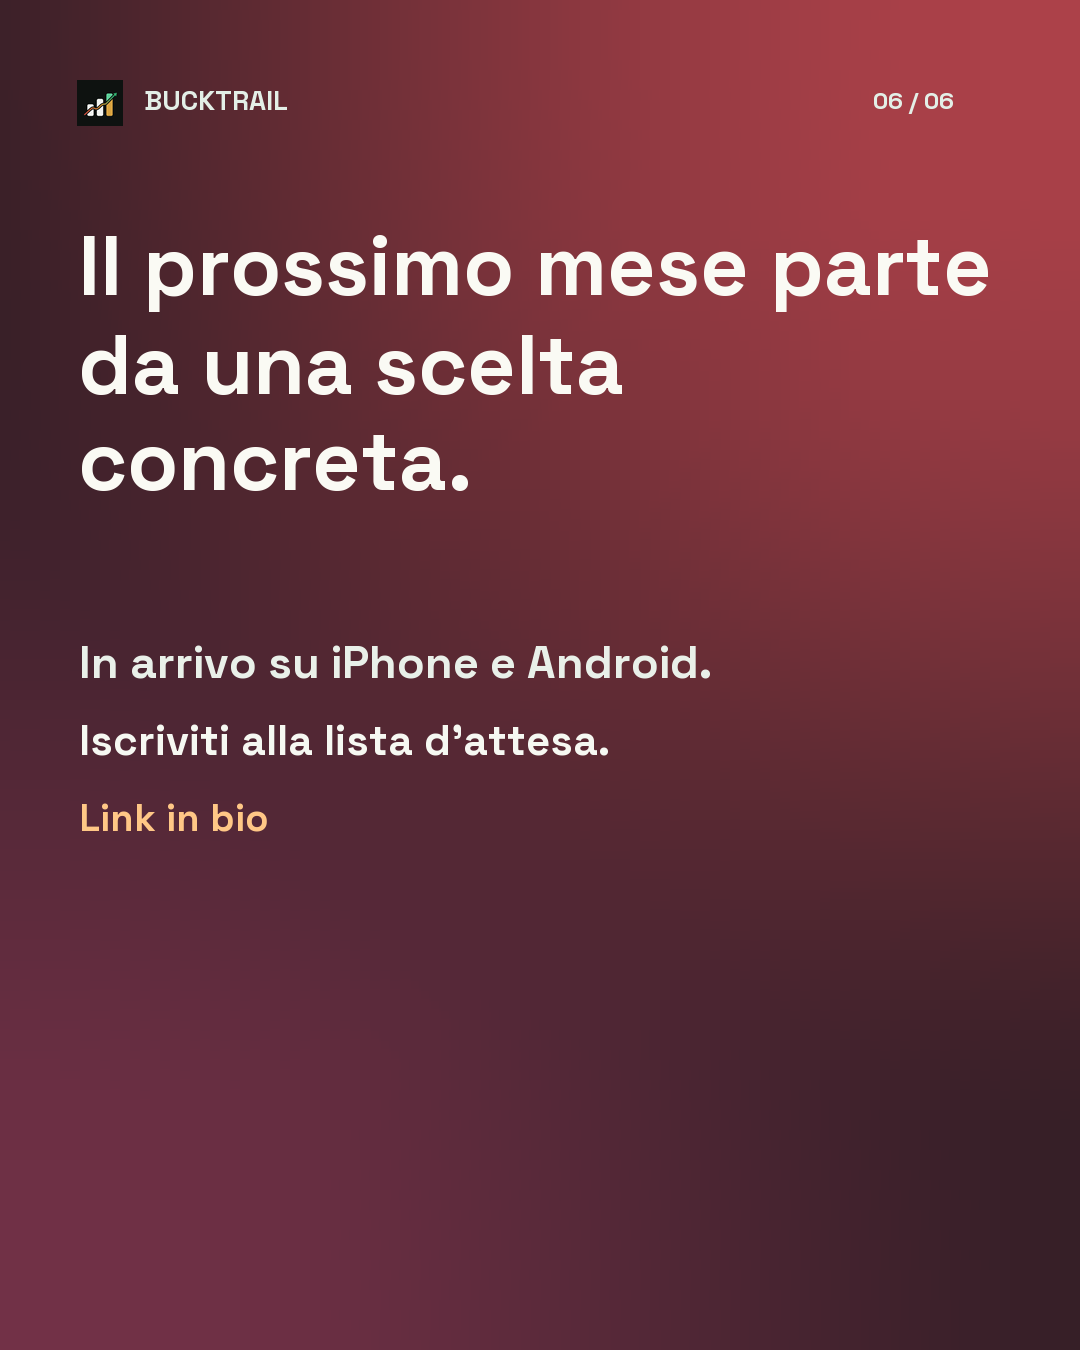 BUCKTRAIL
06 / 06
Il prossimo mese parte
da una scelta
concreta.
In arrivo su iPhone e Android.
Iscriviti alla lista d’attesa.
Link in bio